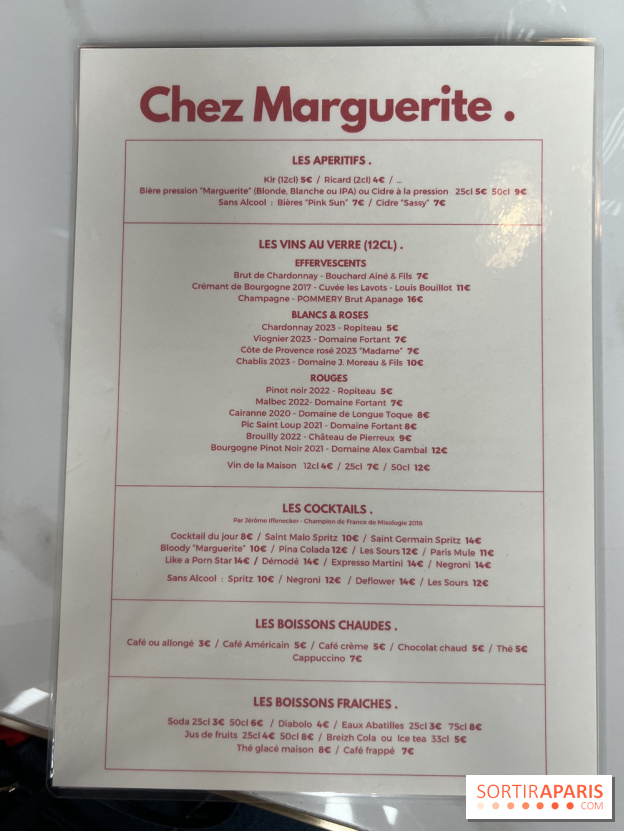 Chez Marguerite .
LES APERITIFS .
Kir (12cl) 5€ / Ricard (2cl) 4€ / ...
Bière pression "Marguerite" (Blonde, Blanche ou IPA) ou Cidre à la pression 25cl 5€ 50cl 9€
Sans Alcool : Bières "Pink Sun" 7€ / Cidre "Sassy" 7€
LES VINS AU VERRE (12CL) .
EFFERVESCENTS
Brut de Chardonnay - Bouchard Ainé & Fils 7€
Crémant de Bourgogne 2017 - Cuvée les Lavots - Louis Bouillot 11€
Champagne - POMMERY Brut Apanage 16€
BLANCS & ROSES
Chardonnay 2023 - Ropiteau 5€
Viognier 2023 - Domaine Fortant 7€
Côte de Provence rosé 2023 "Madame" 7€
Chablis 2023 - Domaine J. Moreau & Fils 10€
ROUGES
Pinot noir 2022 - Ropiteau 5€
Malbec 2022- Domaine Fortant 7€
Cairanne 2020 - Domaine de Longue Toque 8€
Pic Saint Loup 2021 - Domaine Fortant 8€
Brouilly 2022 - Château de Pierreux 9€
Bourgogne Pinot Noir 2021 - Domaine Alex Gambal 12€
Vin de la Maison 12cl 4€ / 25cl 7€ / 50cl 12€
LES COCKTAILS .
Par Jérôme Iffenecker - Champion de France de Mixologie 2018
Cocktail du jour 8€ / Saint Malo Spritz 10€ / Saint Germain Spritz 14€
Bloody "Marguerite" 10€ / Pina Colada 12€ / Les Sours 12€ / Paris Mule 11€
Like a Porn Star 14€ / Démodé 14€ / Expresso Martini 14€ / Negroni 14€
Sans Alcool : Spritz 10€ / Negroni 12€ / Deflower 14€ / Les Sours 12€
LES BOISSONS CHAUDES .
Café ou allongé 3€ / Café Américain 5€ / Café crème 5€ / Chocolat chaud 5€ / Thé 5€
Cappuccino 7€
LES BOISSONS FRAICHES .
Soda 25cl 3€ 50cl 6€ / Diabolo 4€ / Eaux Abatilles 25cl 3€ 75cl 8€
Jus de fruits 25cl 4€ 50cl 8€ / Breizh Cola ou Ice tea 33cl 5€
Thé glacé maison 8€ / Café frappé 7€
SORTIRAPARIS
.COM